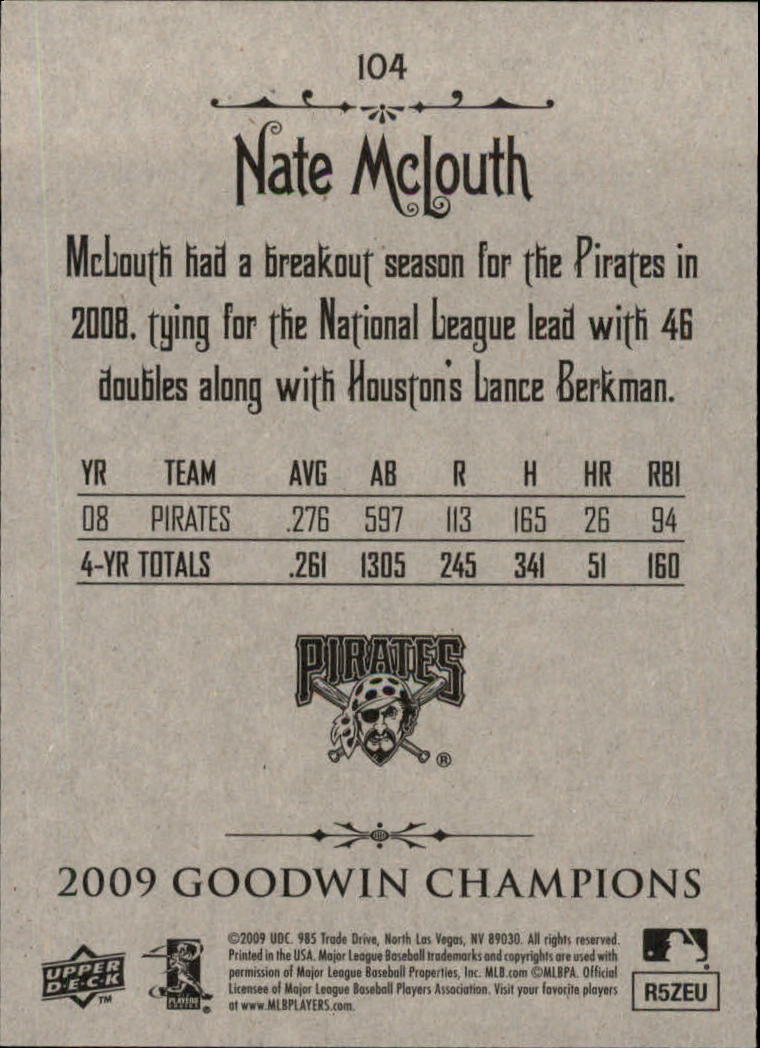 104
Nate McLouth
McLouth had a breakout season for the Pirates in
2008, tying for the National League lead with 46
doubles along with Houston's Lance Berkman.
YR TEAM AVG AB R H HR RBI
08 PIRATES .276 597 113 165 26 94
4-YR TOTALS .261 1305 245 341 51 160
PIRATES
®
2009 GOODWIN CHAMPIONS
©2009 UDC. 985 Trade Drive, North Las Vegas, NV 89030. All rights reserved.
Printed in the USA. Major League Baseball trademarks and copyrights are used with
permission of Major League Baseball Properties, Inc. MLB.com ©MLBPA. Official
Licensee of Major League Baseball Players Association. Visit your favorite players
at www.MLBPLAYERS.com.
UPPER
D·E·C·K
TM
PLAYERS
®
R5ZEU